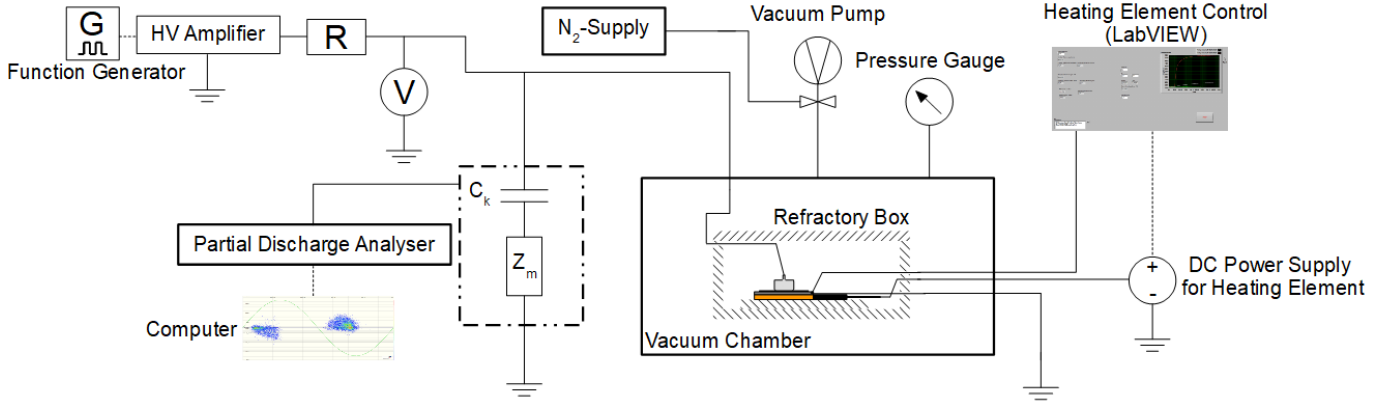 G
Function Generator
HV Amplifier
R
V
N₂-Supply
Vacuum Pump
Pressure Gauge
Heating Element Control
(LabVIEW)
Cₖ
Zₘ
Partial Discharge Analyser
Computer
Refractory Box
Vacuum Chamber
+
-
DC Power Supply
for Heating Element